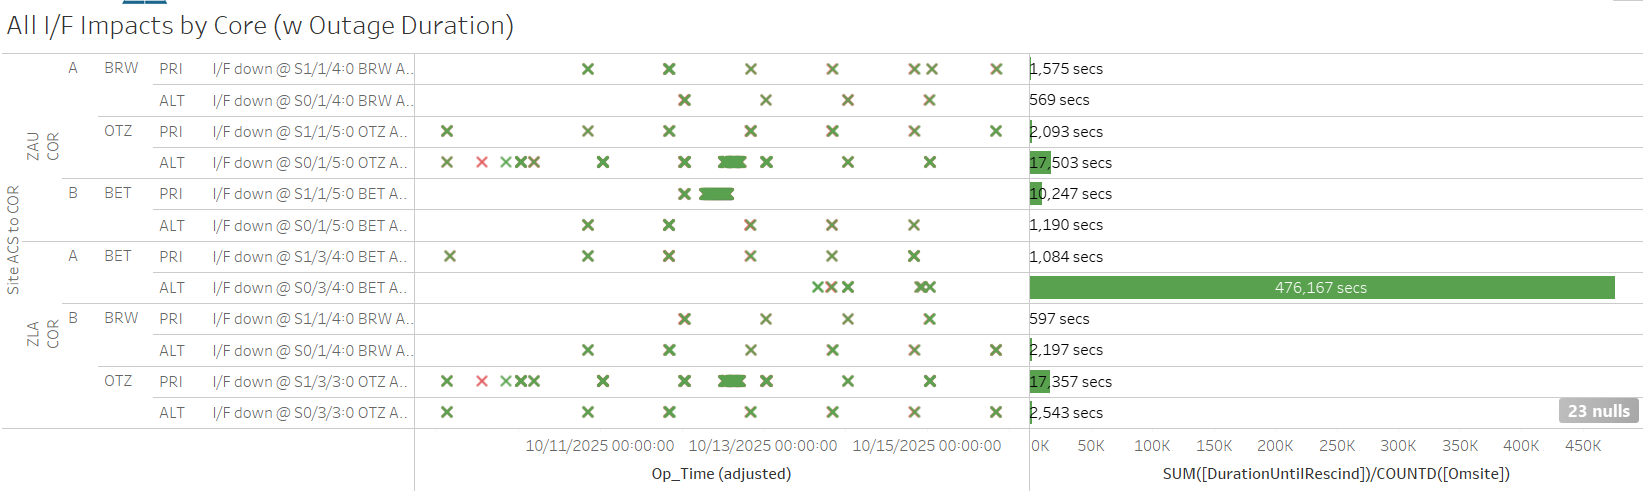 All I/F Impacts by Core (w Outage Duration)
Site ACS to COR
ZAU COR
A BRW PRI I/F down @ S1/1/4:0 BRW A.. 1,575 secs
ALT I/F down @ S0/1/4:0 BRW A.. 569 secs
OTZ PRI I/F down @ S1/1/5:0 OTZ A.. 2,093 secs
ALT I/F down @ S0/1/5:0 OTZ A.. 17,503 secs
B BET PRI I/F down @ S1/1/5:0 BET A.. 10,247 secs
ALT I/F down @ S0/1/5:0 BET A.. 1,190 secs
ZLA COR
A BET PRI I/F down @ S1/3/4:0 BET A.. 1,084 secs
ALT I/F down @ S0/3/4:0 BET A.. 476,167 secs
B BRW PRI I/F down @ S1/1/4:0 BRW A.. 597 secs
ALT I/F down @ S0/1/4:0 BRW A.. 2,197 secs
OTZ PRI I/F down @ S1/3/3:0 OTZ A.. 17,357 secs
ALT I/F down @ S0/3/3:0 OTZ A.. 2,543 secs
23 nulls
10/11/2025 00:00:00 10/13/2025 00:00:00 10/15/2025 00:00:00 0K 50K 100K 150K 200K 250K 300K 350K 400K 450K
Op_Time (adjusted) SUM([DurationUntilRescind])/COUNTD([Omsite])